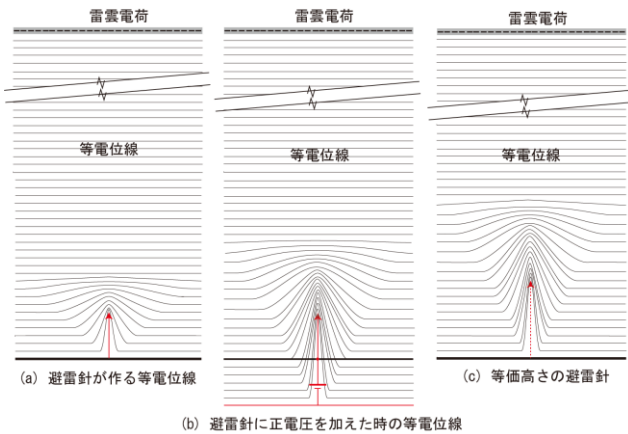 雷雲電荷
雷雲電荷
雷雲電荷
等電位線
等電位線
等電位線
(a) 避雷針が作る等電位線
(c) 等価高さの避雷針
(b) 避雷針に正電圧を加えた時の等電位線